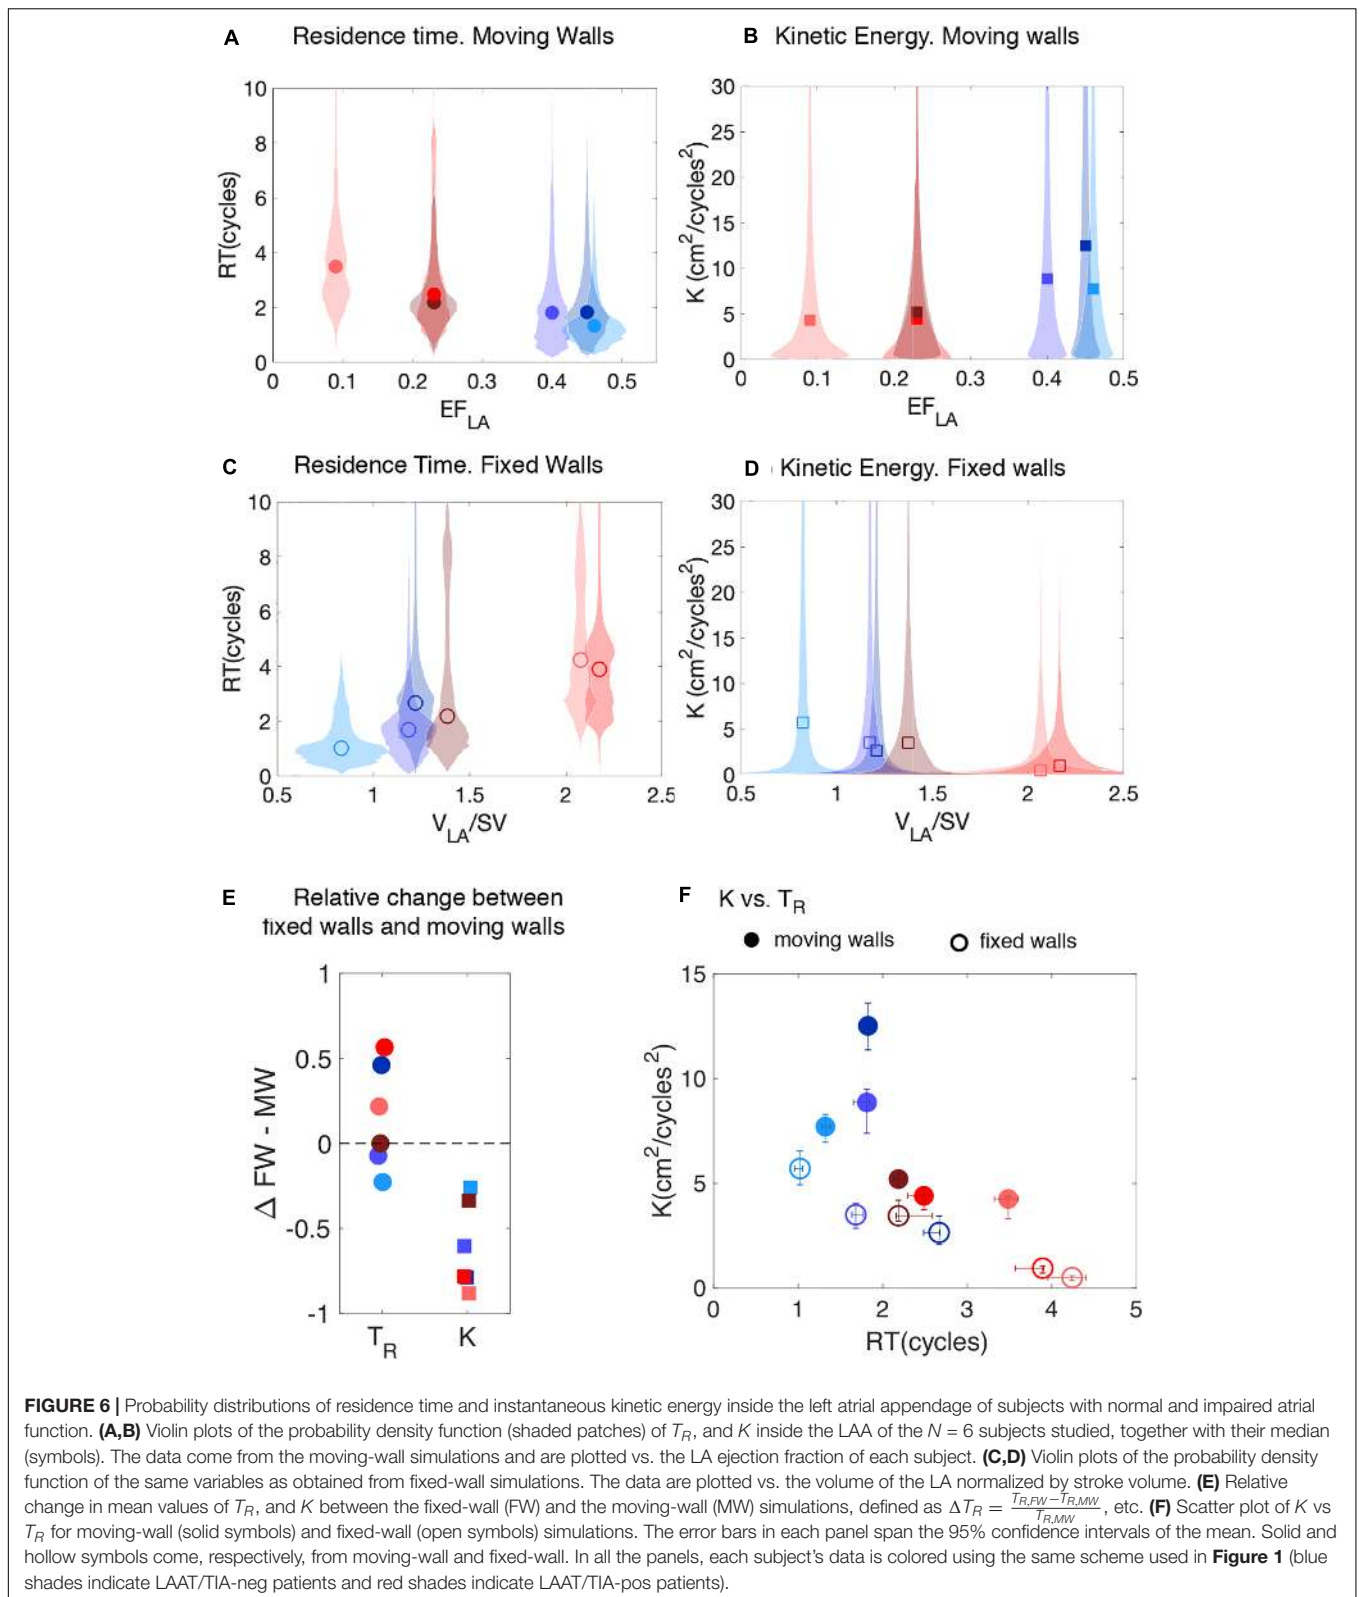 A Residence time. Moving Walls
10
8
6
4
2
0
RT(cycles)
0 0.1 0.2 0.3 0.4 0.5
EF_LA
B Kinetic Energy. Moving walls
30
25
20
15
10
5
0
K (cm²/cycles²)
0 0.1 0.2 0.3 0.4 0.5
EF_LA
C Residence Time. Fixed Walls
10
8
6
4
2
0
RT(cycles)
0.5 1 1.5 2 2.5
V_LA/SV
D Kinetic Energy. Fixed walls
30
25
20
15
10
5
0
K (cm²/cycles²)
0.5 1 1.5 2 2.5
V_LA/SV
E Relative change between
fixed walls and moving walls
1
0.5
0
-0.5
-1
Δ FW - MW
T_R K
F K vs. T_R
moving walls fixed walls
15
10
5
0
K(cm²/cycles²)
0 1 2 3 4 5
RT(cycles)
FIGURE 6 | Probability distributions of residence time and instantaneous kinetic energy inside the left atrial appendage of subjects with normal and impaired atrial
function. (A,B) Violin plots of the probability density function (shaded patches) of T_R, and K inside the LAA of the N = 6 subjects studied, together with their median
(symbols). The data come from the moving-wall simulations and are plotted vs. the LA ejection fraction of each subject. (C,D) Violin plots of the probability density
function of the same variables as obtained from fixed-wall simulations. The data are plotted vs. the volume of the LA normalized by stroke volume. (E) Relative
change in mean values of T_R, and K between the fixed-wall (FW) and the moving-wall (MW) simulations, defined as ΔT_R = (T_R,FW − T_R,MW)/T_R,MW, etc. (F) Scatter plot of K vs
T_R for moving-wall (solid symbols) and fixed-wall (open symbols) simulations. The error bars in each panel span the 95% confidence intervals of the mean. Solid and
hollow symbols come, respectively, from moving-wall and fixed-wall. In all the panels, each subject's data is colored using the same scheme used in Figure 1 (blue
shades indicate LAAT/TIA-neg patients and red shades indicate LAAT/TIA-pos patients).